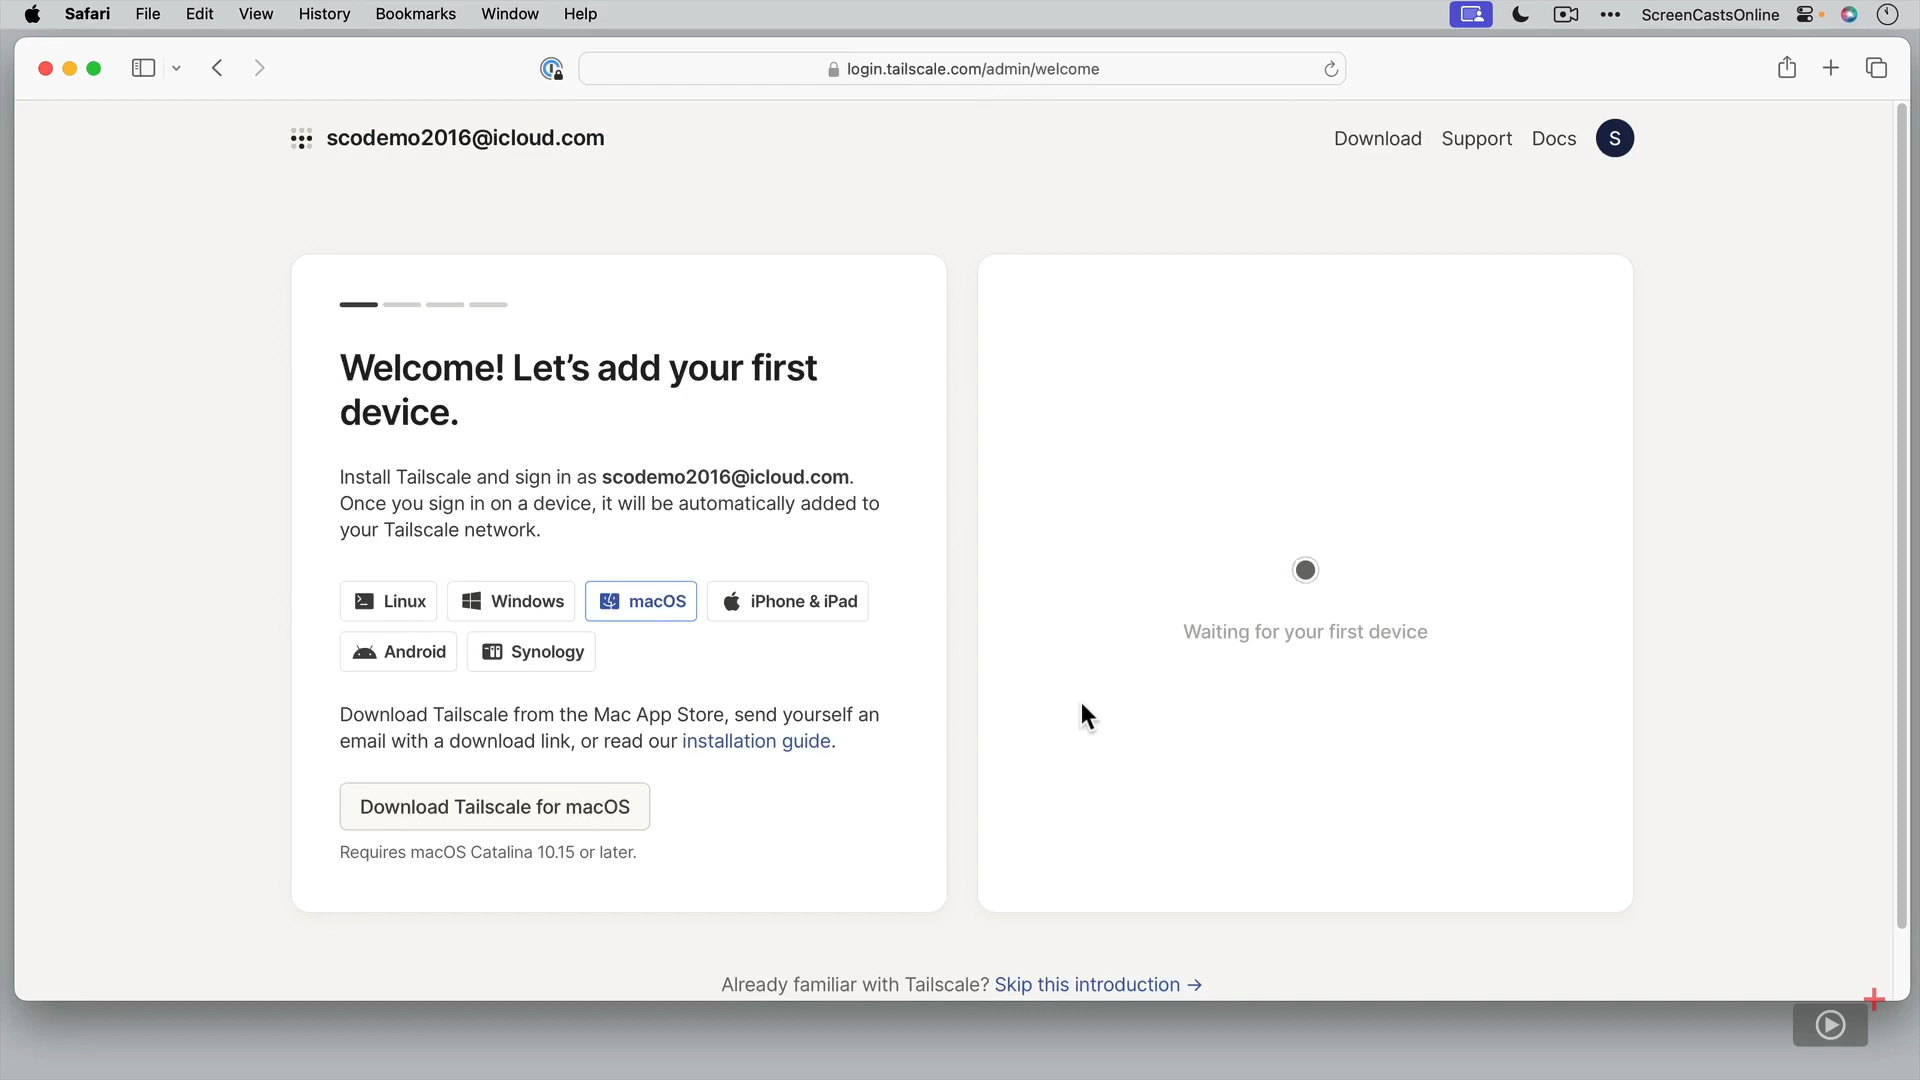 Safari File Edit View History Bookmarks Window Help ScreenCastsOnline
login.tailscale.com/admin/welcome
scodemo2016@icloud.com
Download Support Docs S
Welcome! Let’s add your first
device.
Install Tailscale and sign in as scodemo2016@icloud.com.
Once you sign in on a device, it will be automatically added to
your Tailscale network.
Linux Windows macOS iPhone & iPad
Android Synology
Download Tailscale from the Mac App Store, send yourself an
email with a download link, or read our installation guide.
Download Tailscale for macOS
Requires macOS Catalina 10.15 or later.
Waiting for your first device
Already familiar with Tailscale? Skip this introduction →